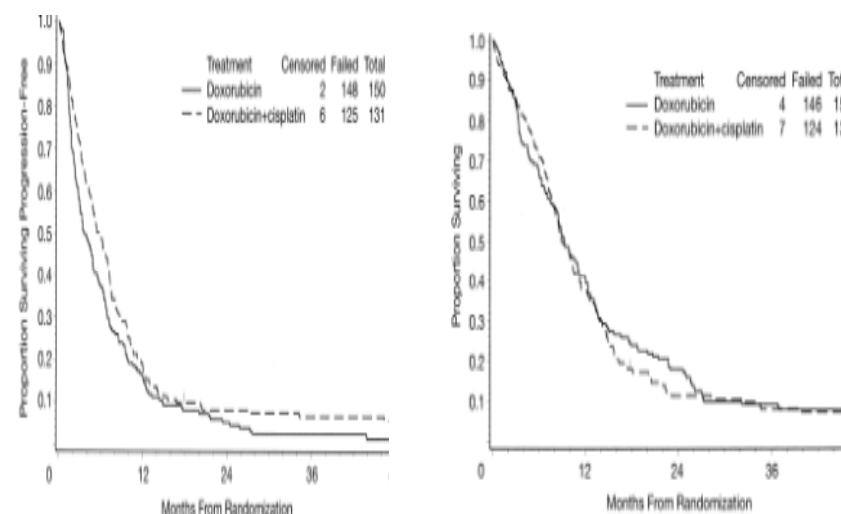 Proportion Surviving Progression-Free
1.0
0.9
0.8
0.7
0.6
0.5
0.4
0.3
0.2
0.1
Treatment Censored Failed Total
Doxorubicin 2 148 150
Doxorubicin+cisplatin 6 125 131
0 12 24 36
Months From Randomization
Proportion Surviving
1.0
0.9
0.8
0.7
0.6
0.5
0.4
0.3
0.2
0.1
Treatment Censored Failed
Doxorubicin 4 146
Doxorubicin+cisplatin 7 124
0 12 24 36
Months From Randomization